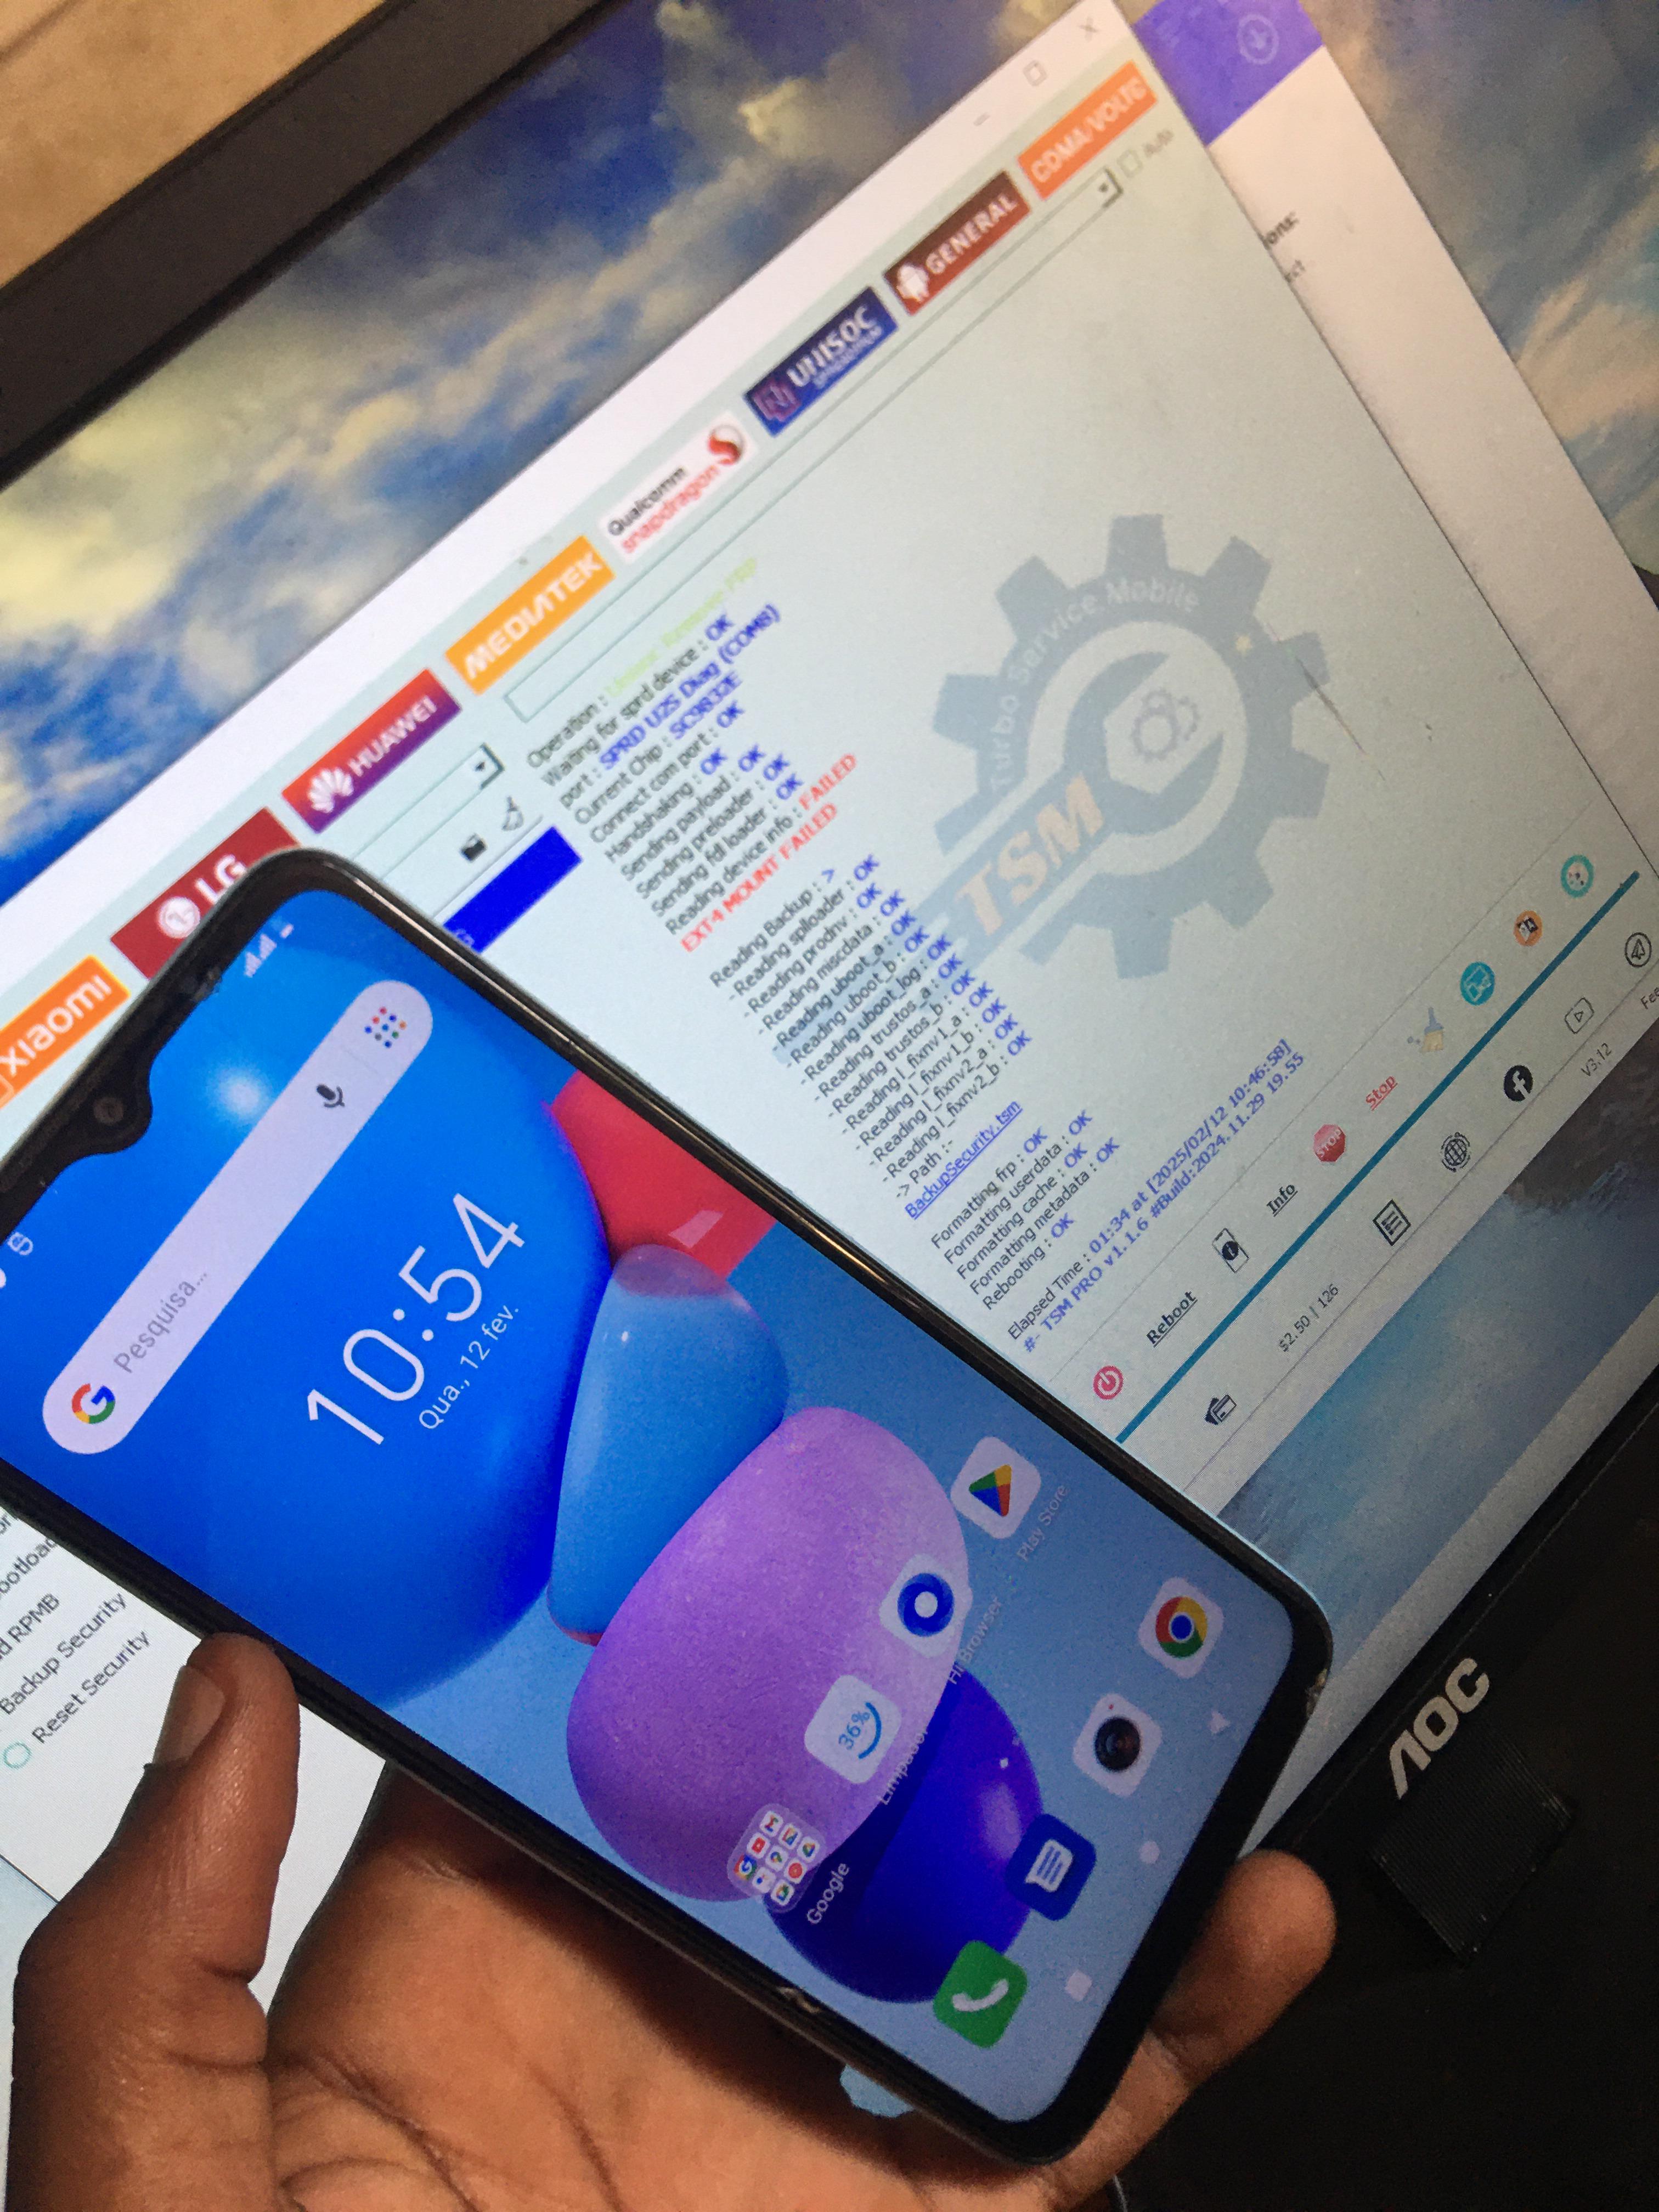 CDMA/VOLTE
GENERAL
UNISOC
Qualcomm
snapdragon
MEDIATEK
HUAWEI
LG
xiaomi
Auto
Operation :
Waiting for sprd device : OK
port : SPRD U2S Diag (COM8)
Current Chip : SC9832E
Connect com port : OK
Handshaking : OK
Sending payload : OK
Sending preloader : OK
Sending fdl loader : OK
Reading device info : FAILED
EXT4 MOUNT FAILED
Reading Backup : >
- Reading splloader : OK
- Reading prodnv : OK
- Reading miscdata : OK
- Reading uboot_a : OK
- Reading uboot_b : OK
- Reading uboot_log : OK
- Reading trustos_a : OK
- Reading trustos_b : OK
- Reading l_fixnv1_a : OK
- Reading l_fixnv1_b : OK
- Reading l_fixnv2_a : OK
- Reading l_fixnv2_b : OK
-> Path :-
BackupSecurity.tsm
Formatting frp : OK
Formatting userdata : OK
Formatting cache : OK
Formatting metadata : OK
Rebooting : OK
Elapsed Time : 01:34 at [2025/02/12 10:46:58]
#- TSM PRO v1.1.6 #Build:2024.11.29 19.55
Turbo Service Mobile
TSM
Reboot
Info
STOP
Stop
$2.50 | 126
V3.12
RPMB
Backup Security
Reset Security
Pesquisa...
10:54
Qua., 12 fev.
Play Store
Hi Browser
36%
Google
AOC